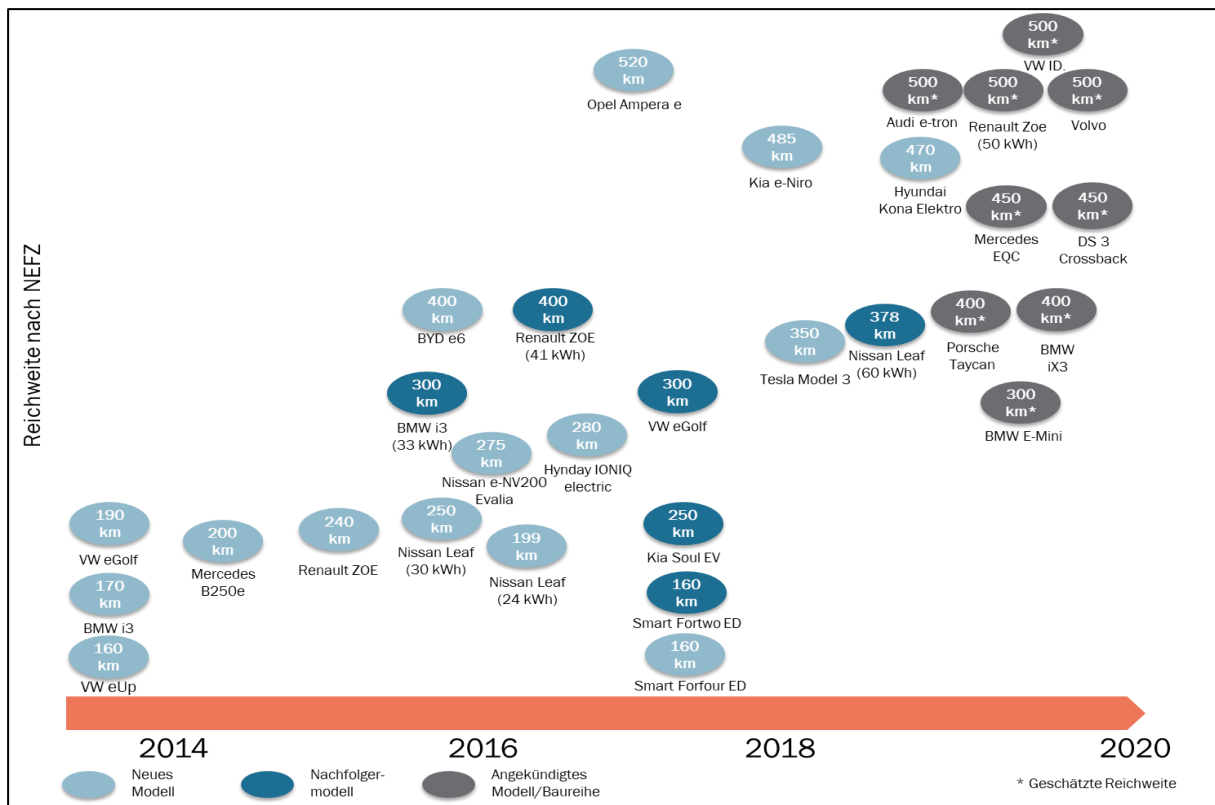 Reichweite nach NEFZ
500
km*
VW ID.
520
km
Opel Ampera e
500
km*
Audi e-tron
500
km*
Renault Zoe
(50 kWh)
500
km*
Volvo
485
km
Kia e-Niro
470
km
Hyundai
Kona Elektro
450
km*
Mercedes
EQC
450
km*
DS 3
Crossback
400
km
BYD e6
400
km
Renault ZOE
(41 kWh)
350
km
Tesla Model 3
378
km
Nissan Leaf
(60 kWh)
400
km*
Porsche
Taycan
400
km*
BMW
iX3
300
km
BMW i3
(33 kWh)
300
km
VW eGolf
300
km*
BMW E-Mini
275
km
Nissan e-NV200
Evalia
280
km
Hynday IONIQ
electric
190
km
VW eGolf
200
km
Mercedes
B250e
240
km
Renault ZOE
250
km
Nissan Leaf
(30 kWh)
199
km
Nissan Leaf
(24 kWh)
250
km
Kia Soul EV
170
km
BMW i3
160
km
Smart Fortwo ED
160
km
VW eUp
160
km
Smart Forfour ED
2014
2016
2018
2020
Neues
Modell
Nachfolger-
modell
Angekündigtes
Modell/Baureihe
* Geschätzte Reichweite